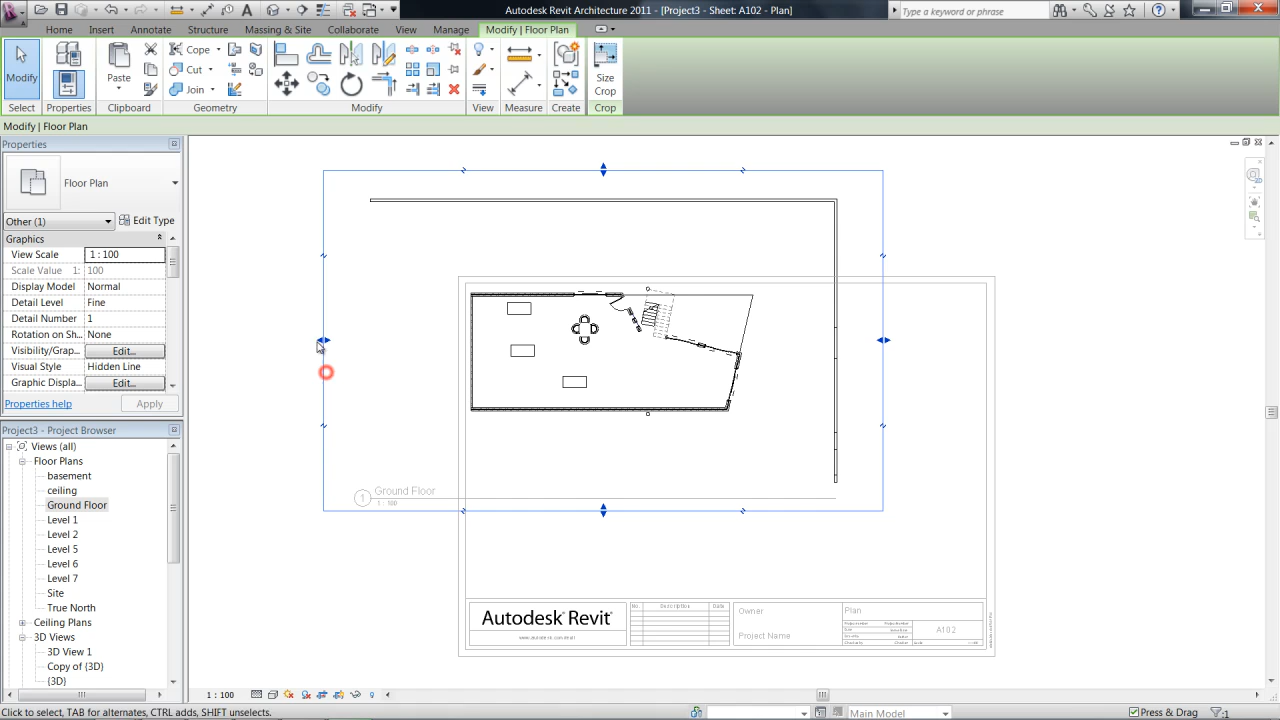 Autodesk Revit Architecture 2011 - [Project3 - Sheet: A102 - Plan]
Type a keyword or phrase
Home Insert Annotate Structure Massing & Site Collaborate View Manage Modify | Floor Plan
Modify
Paste
Cope
Cut
Join
Size
Crop
Select Properties Clipboard Geometry Modify View Measure Create Crop
Modify | Floor Plan
Properties
Floor Plan
Other (1)
Edit Type
Graphics
View Scale 1 : 100
Scale Value 1: 100
Display Model Normal
Detail Level Fine
Detail Number 1
Rotation on Sh... None
Visibility/Grap... Edit...
Visual Style Hidden Line
Graphic Displa... Edit...
Properties help
Apply
Project3 - Project Browser
Views (all)
Floor Plans
basement
ceiling
Ground Floor
Level 1
Level 2
Level 5
Level 6
Level 7
Site
True North
Ceiling Plans
3D Views
3D View 1
Copy of {3D}
{3D}
1 Ground Floor
1 : 100
Autodesk Revit
No. Description Date
Owner
Project Name
Plan
A102
1 : 100
Click to select, TAB for alternates, CTRL adds, SHIFT unselects.
Main Model
Press & Drag
:1